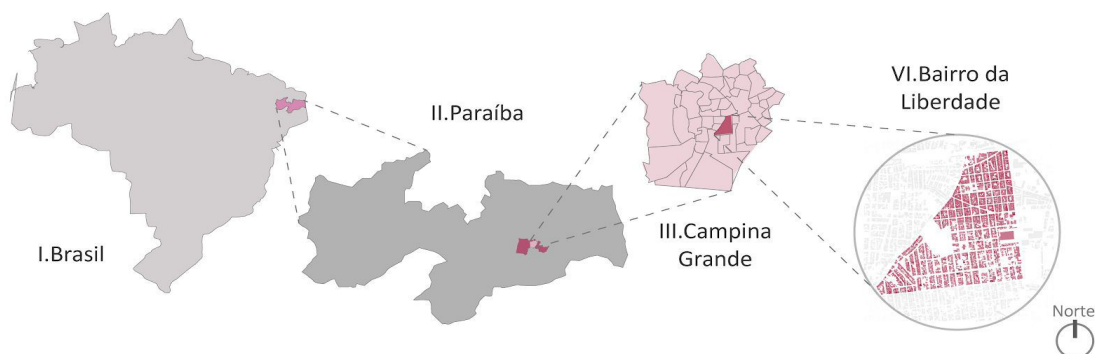 I.Brasil
II.Paraíba
III.Campina
Grande
VI.Bairro da
Liberdade
Norte